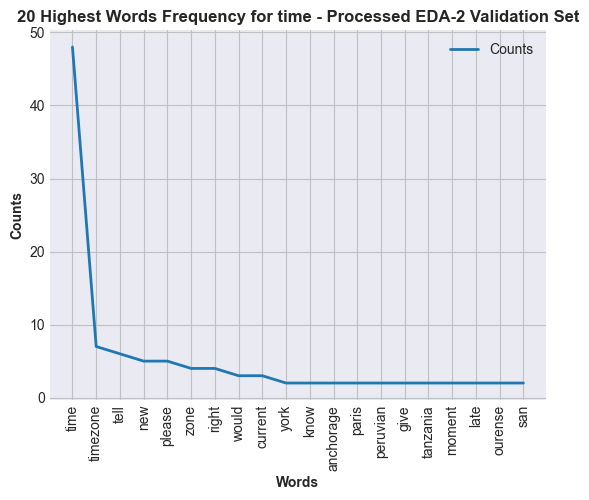 20 Highest Words Frequency for time - Processed EDA-2 Validation Set
Counts
50
40
30
20
10
0
Counts
time
timezone
tell
new
please
zone
right
would
current
york
know
anchorage
paris
peruvian
give
tanzania
moment
late
ourense
san
Words